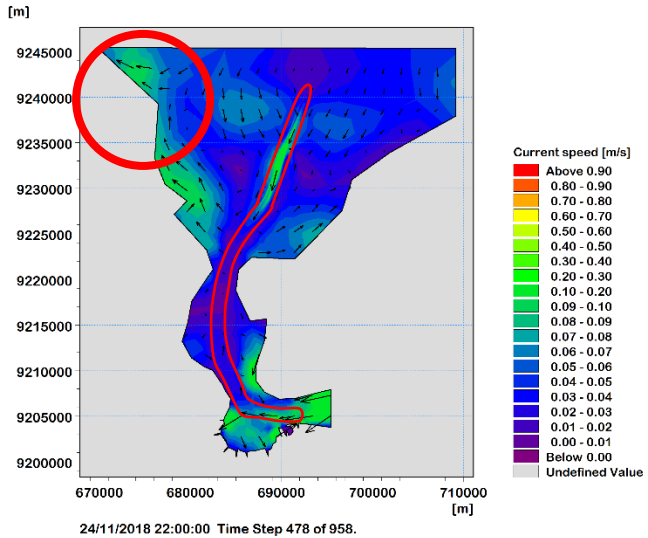 [m]
9245000
9240000
9235000
9230000
9225000
9220000
9215000
9210000
9205000
9200000
670000 680000 690000 700000 710000
[m]
24/11/2018 22:00:00 Time Step 478 of 958.
Current speed [m/s]
Above 0.90
0.80 - 0.90
0.70 - 0.80
0.60 - 0.70
0.50 - 0.60
0.40 - 0.50
0.30 - 0.40
0.20 - 0.30
0.10 - 0.20
0.09 - 0.10
0.08 - 0.09
0.07 - 0.08
0.06 - 0.07
0.05 - 0.06
0.04 - 0.05
0.03 - 0.04
0.02 - 0.03
0.01 - 0.02
0.00 - 0.01
Below 0.00
Undefined Value